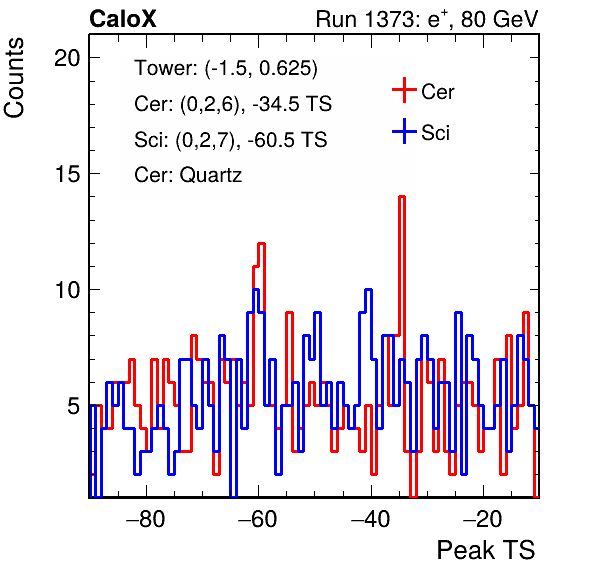 CaloX
Run 1373: e+, 80 GeV
Counts
Tower: (-1.5, 0.625)
Cer: (0,2,6), -34.5 TS
Sci: (0,2,7), -60.5 TS
Cer: Quartz
Cer
Sci
20
15
10
5
−80 −60 −40 −20
Peak TS